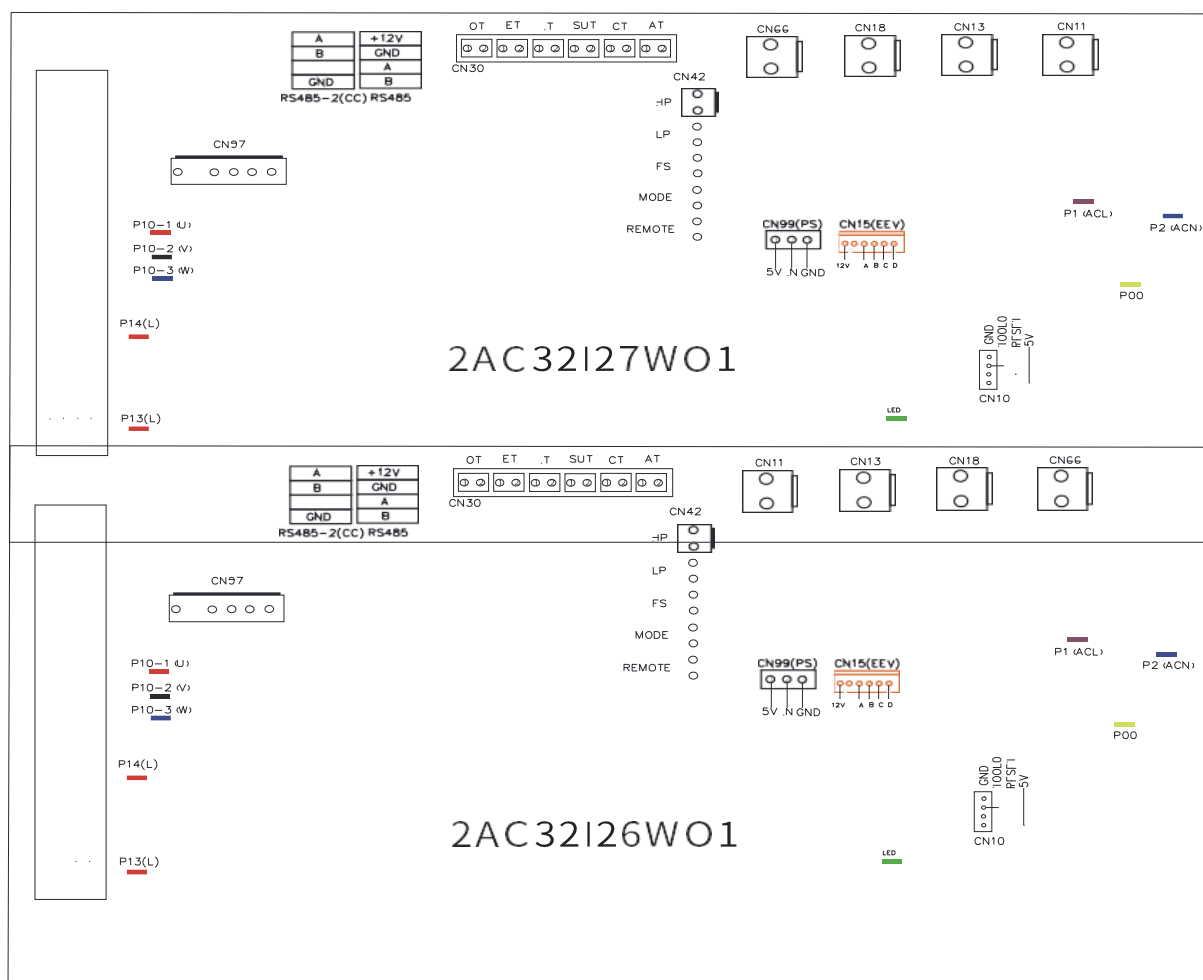 OT ET .T SUT CT AT
CN66 CN18 CN13 CN11
A +12V
B GND
A
GND B
RS485-2(CC) RS485
CN30
CN42
HP
LP
FS
MODE
REMOTE
CN97
P10-1 (U)
P10-2 (V)
P10-3 (W)
P14(L)
P13(L)
CN99(PS) CN15(EEV)
5V .N GND
12V A B C D
P1 (ACL)
P2 (ACN)
P00
GND
TOOLO
RESET
5V
CN10
LED
2AC32I27WO1
OT ET .T SUT CT AT
CN11 CN13 CN18 CN66
A +12V
B GND
A
GND B
RS485-2(CC) RS485
CN30
CN42
HP
LP
FS
MODE
REMOTE
CN97
P10-1 (U)
P10-2 (V)
P10-3 (W)
P14(L)
P13(L)
CN99(PS) CN15(EEV)
5V .N GND
12V A B C D
P1 (ACL)
P2 (ACN)
P00
GND
TOOLO
RESET
5V
CN10
LED
2AC32I26WO1